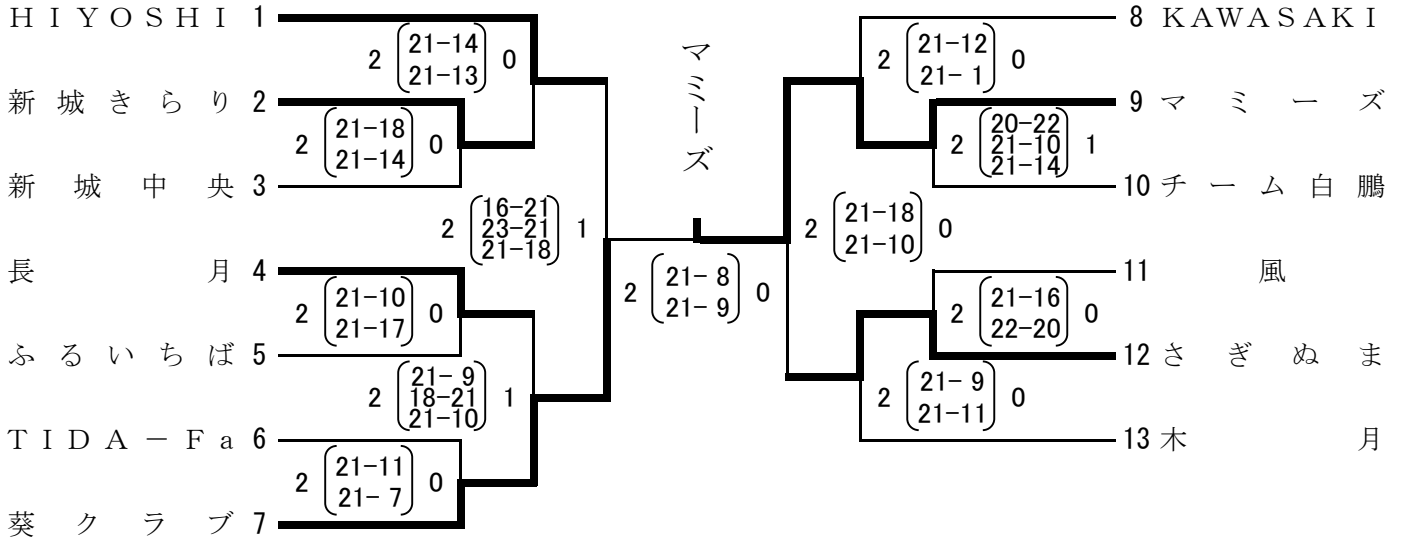 HIYOSHI 1
2 21-14 0
21-13
新城きらり 2
2 21-18 0
21-14
新城中央 3
2 16-21 1
23-21
21-18
長月 4
2 21-10 0
21-17
ふるいちば 5
2 21- 9 1
18-21
21-10
TIDA－Fa 6
2 21-11 0
21- 7
葵クラブ 7
マミーズ
2 21- 8 0
21- 9
8 KAWASAKI
2 21-12 0
21- 1
9 マミーズ
2 20-22 1
21-10
21-14
10 チーム白鵬
2 21-18 0
21-10
11 風
2 21-16 0
22-20
12 さぎぬま
2 21- 9 0
21-11
13 木月